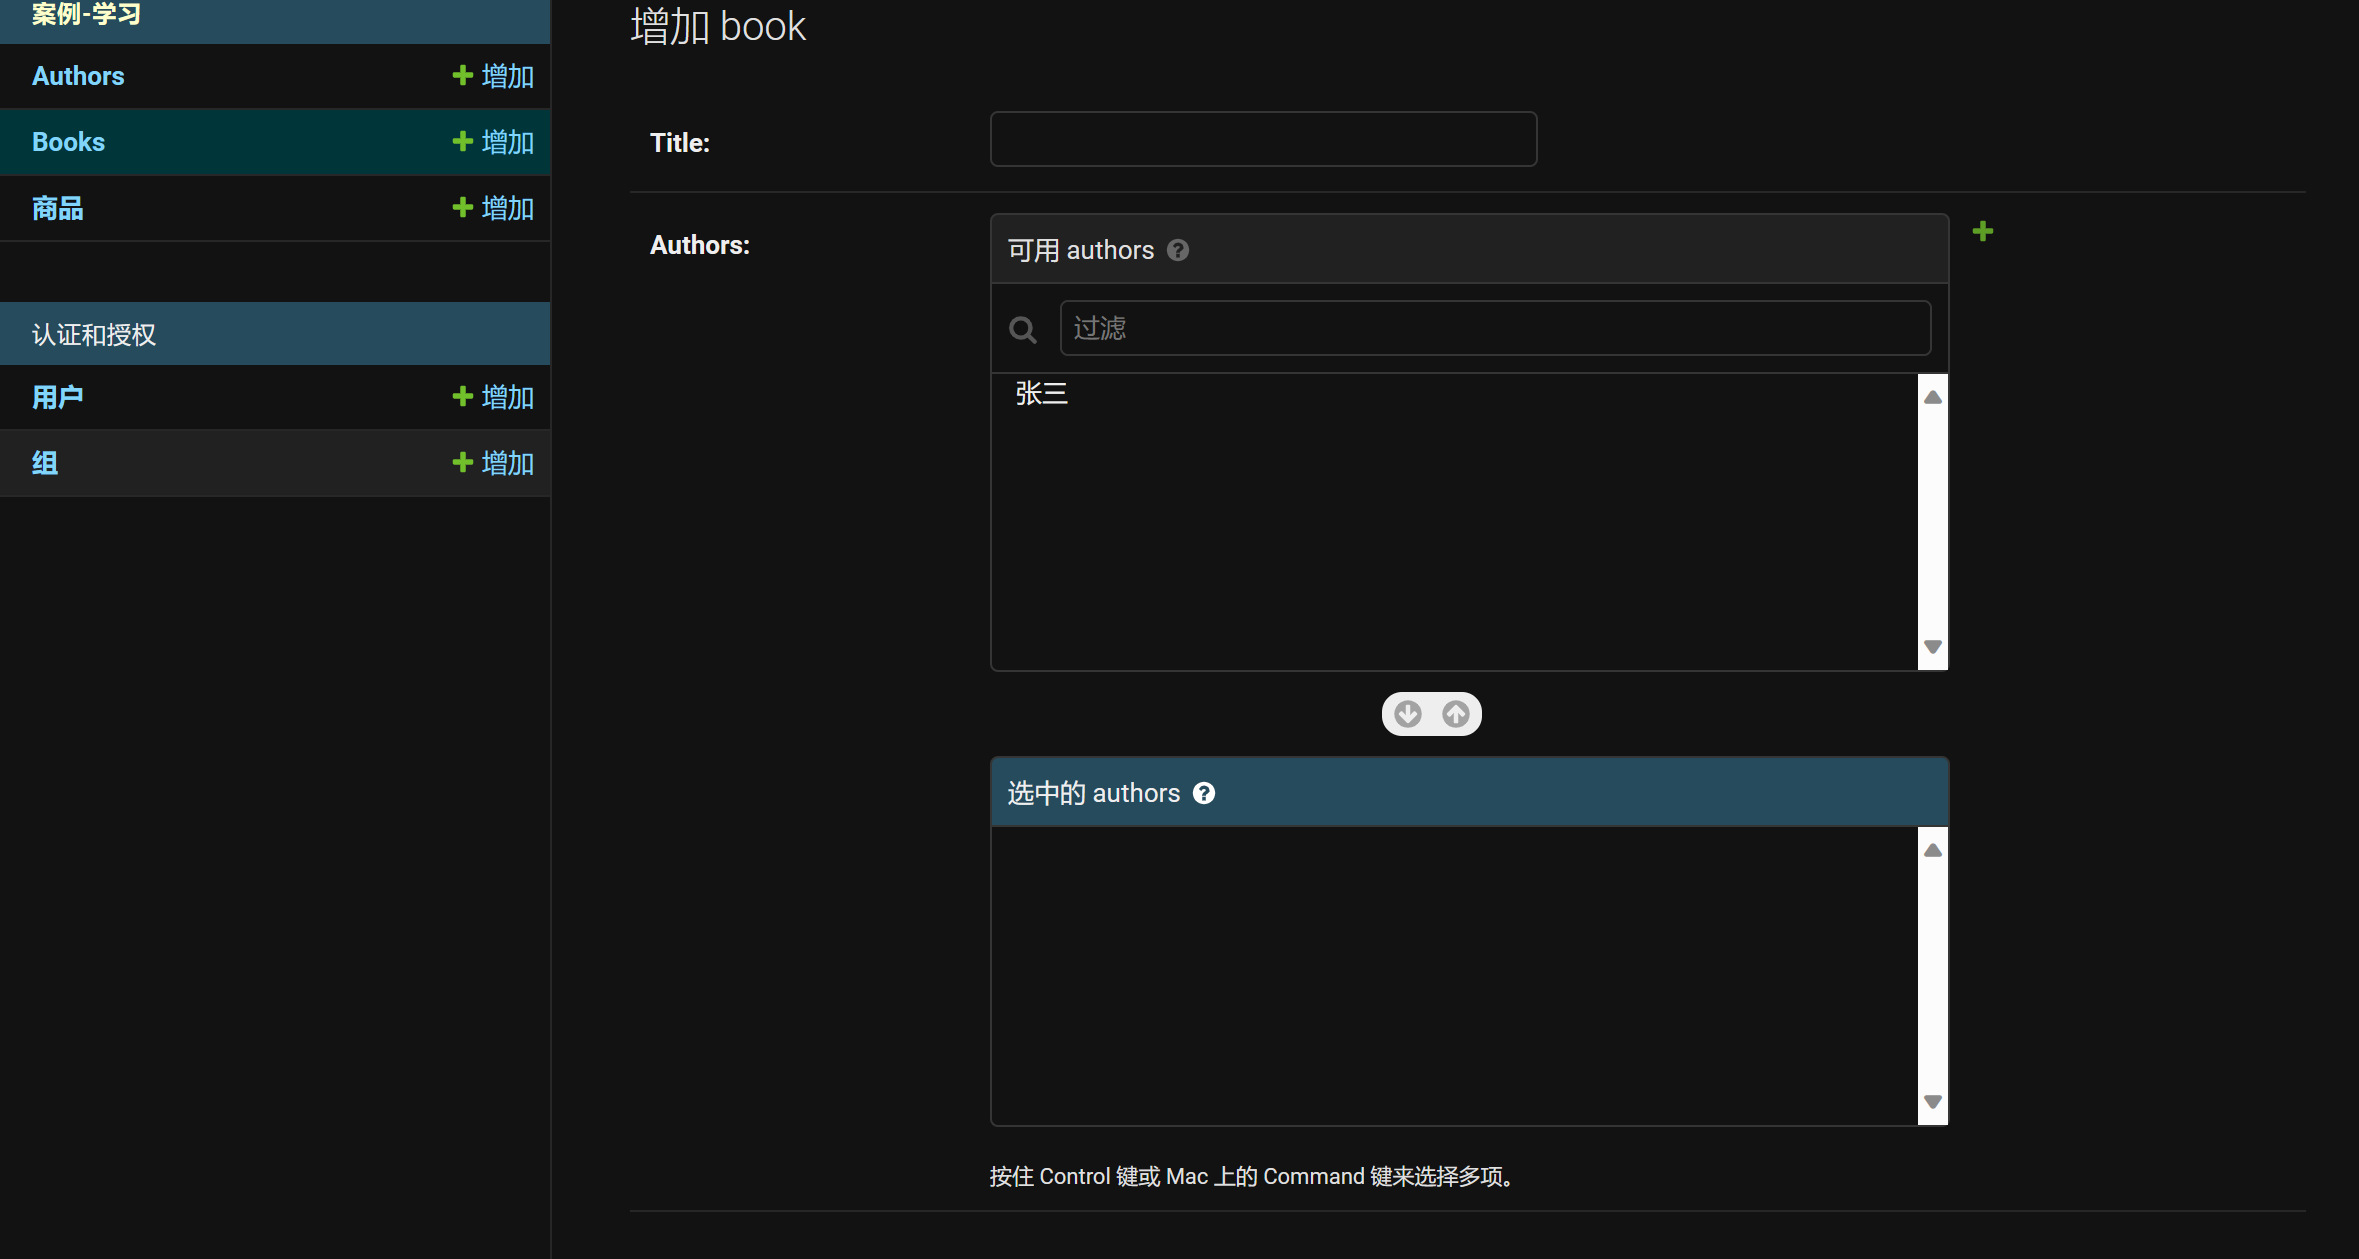 案例-学习
Authors
增加
Books
增加
商品
增加
认证和授权
用户
增加
组
增加
增加 book
Title:
Authors:
可用 authors
过滤
张三
选中的 authors
按住 Control 键或 Mac 上的 Command 键来选择多项。